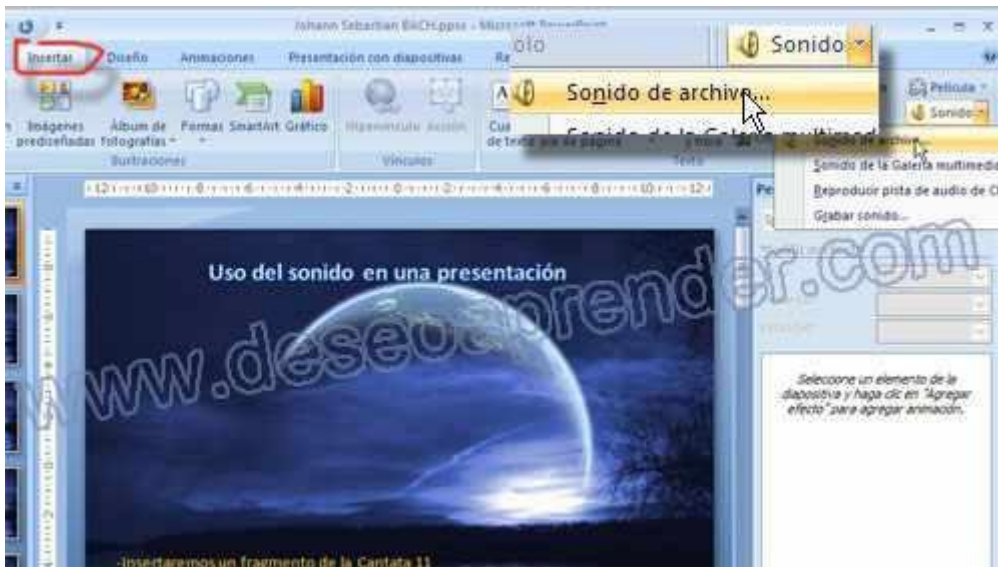 Johann Sebastian BACH.ppsx - Microsoft PowerPoint
Insertar Diseño Animaciones Presentación con diapositivas
Sonido
Sonido de archivo...
Película
Sonido
Imágenes prediseñadas
Álbum de fotografías
Formas SmartArt Gráfico Hipervínculo Acción
Ilustraciones
Vínculos
Texto
Sonido de archivo...
Sonido de la Galería multimedia
Reproducir pista de audio de C
Grabar sonido...
Uso del sonido en una presentación
www.deseoaprender.com
Seleccione un elemento de la
diapositiva y haga clic en "Agregar
efecto" para agregar animación.
-Insertaremos un fragmento de la Cantata 11